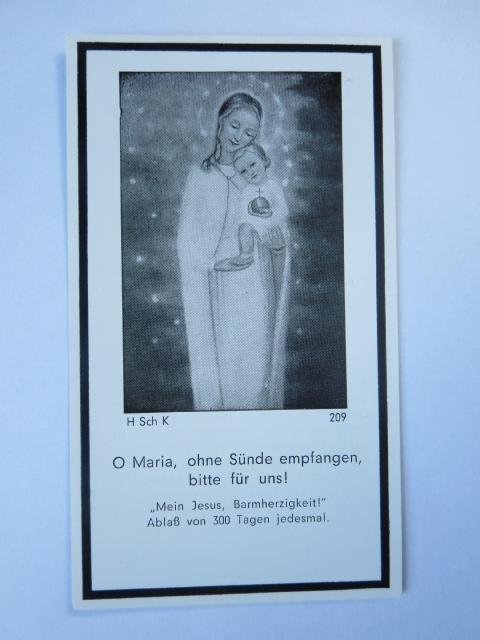 H Sch K 209
O Maria, ohne Sünde empfangen,
bitte für uns!
„Mein Jesus, Barmherzigkeit!"
Ablaß von 300 Tagen jedesmal.